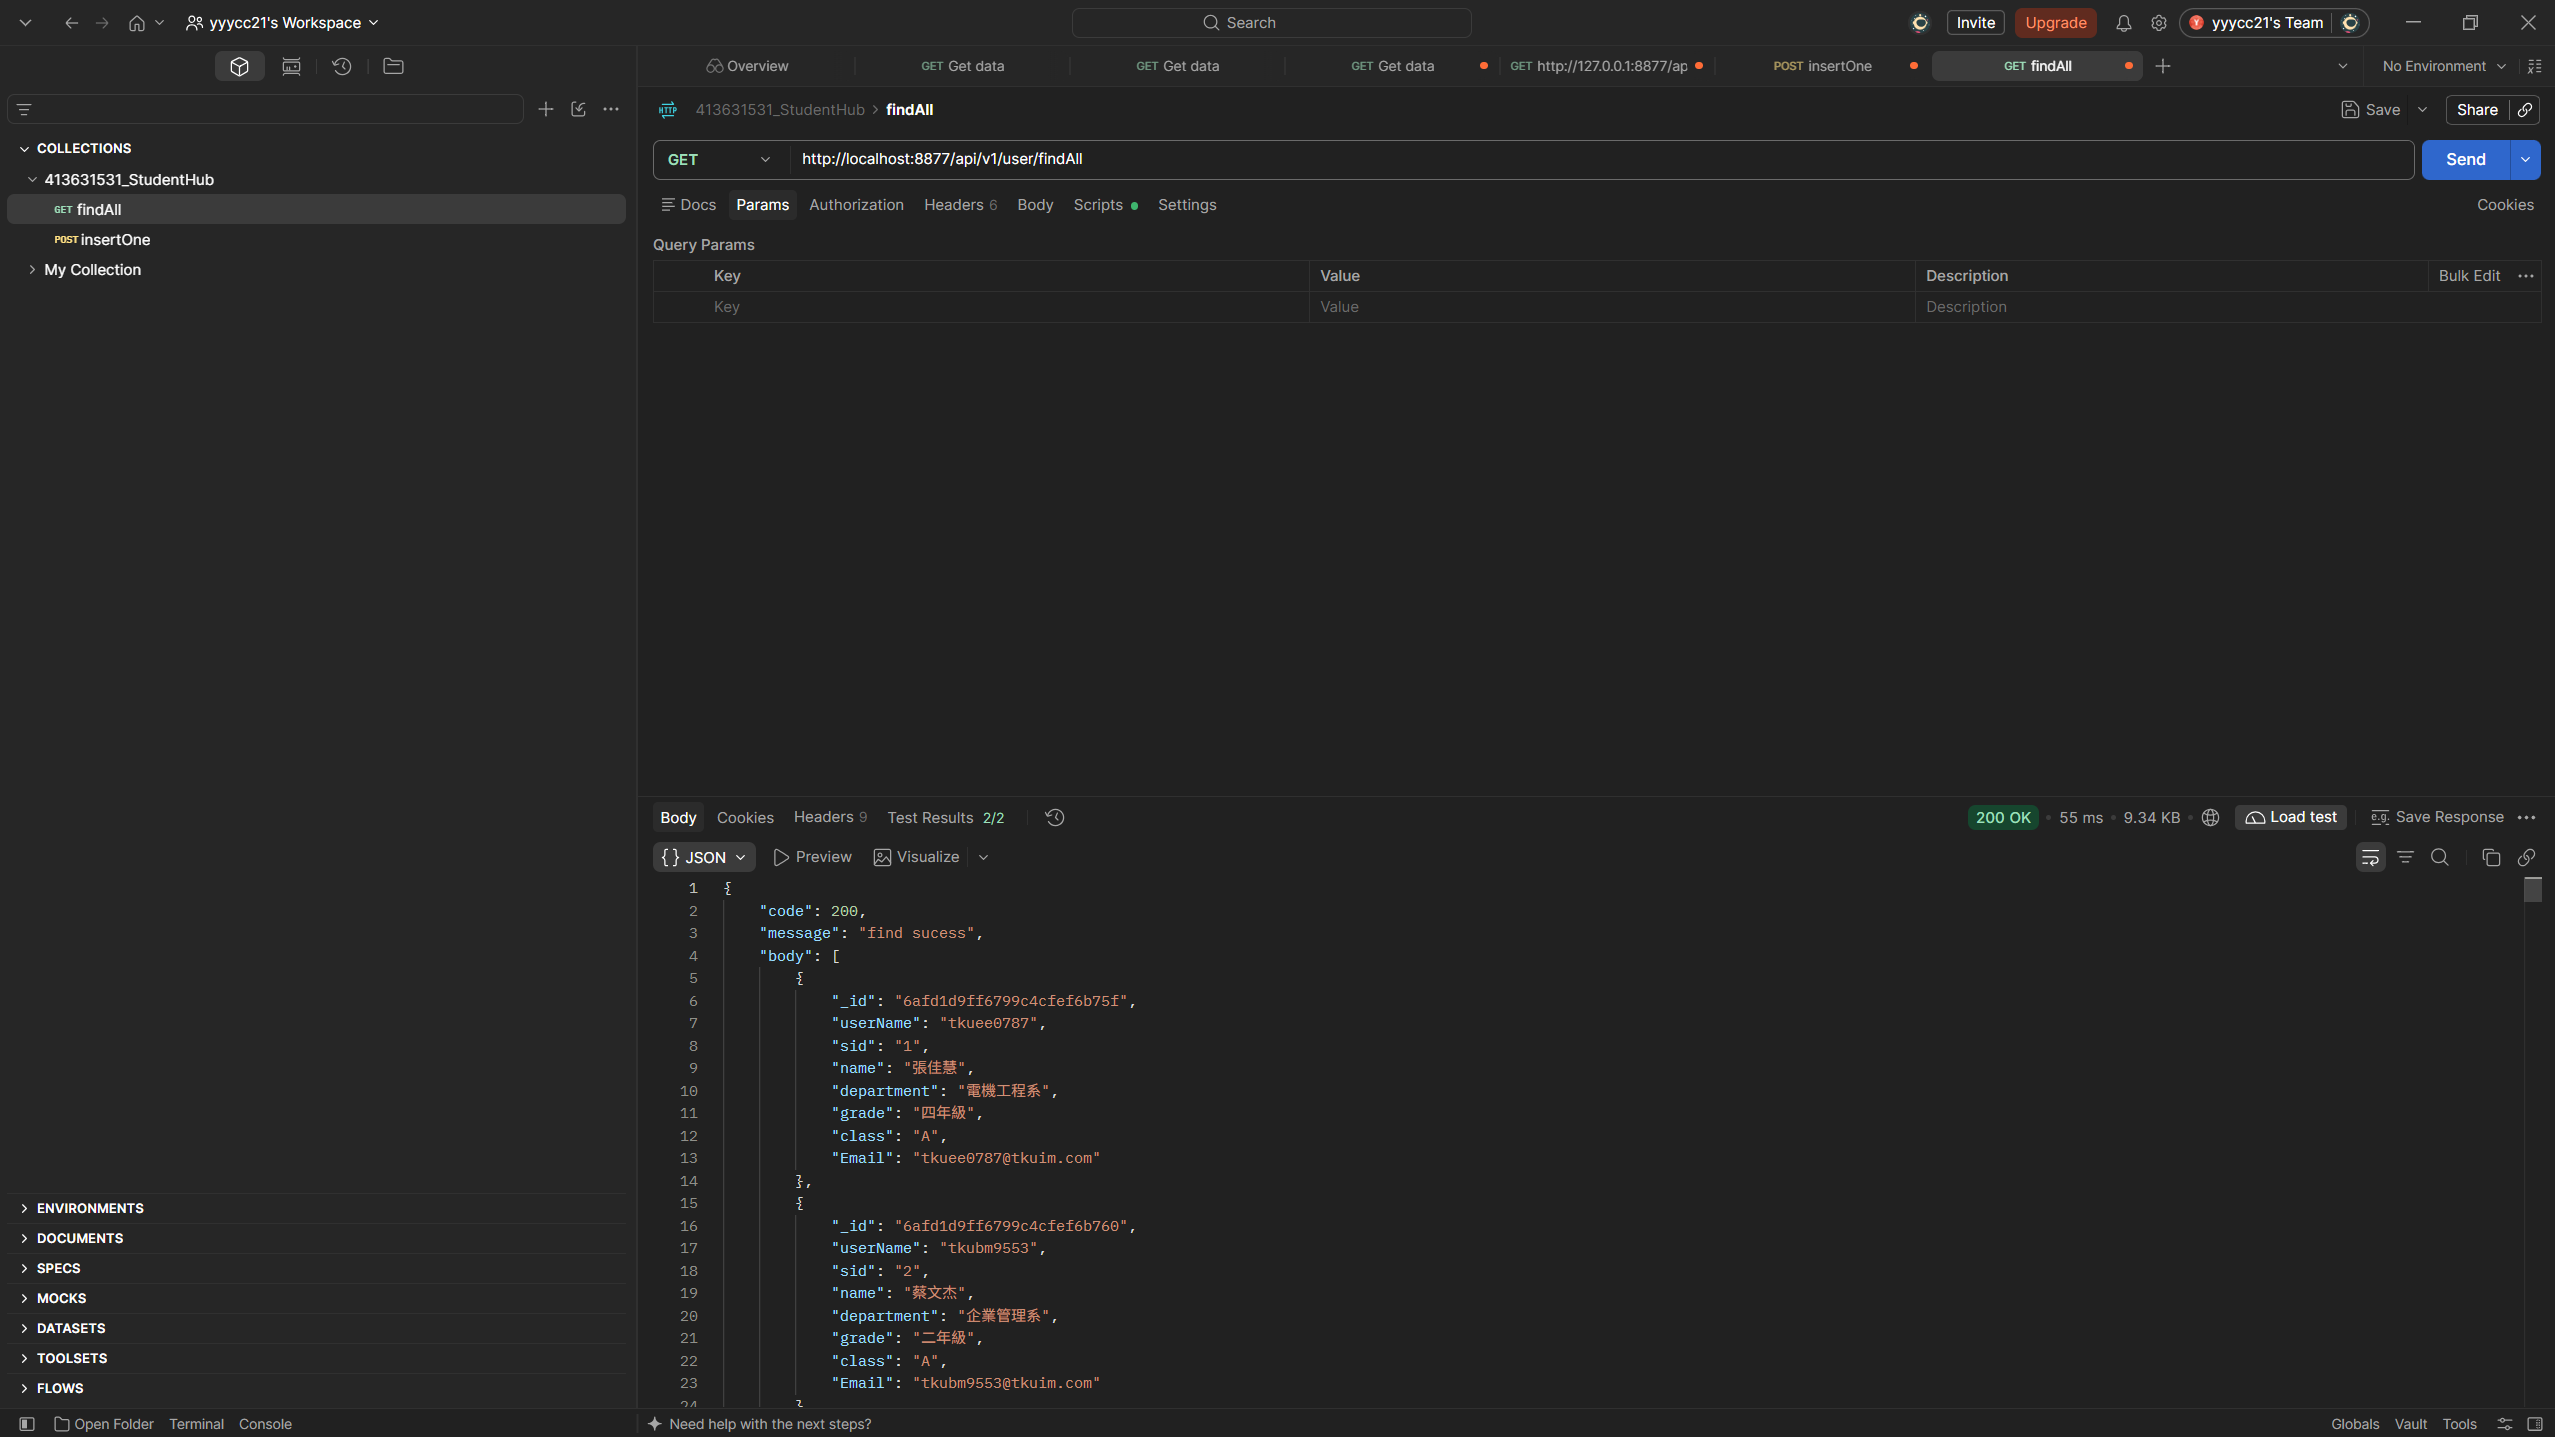 yyycc21's Workspace
Search
Invite
Upgrade
Y yyycc21's Team
Overview
GET Get data
GET Get data
GET Get data
GET http://127.0.0.1:8877/ap
POST insertOne
GET findAll
No Environment
COLLECTIONS
413631531_StudentHub
GET findAll
POST insertOne
My Collection
ENVIRONMENTS
DOCUMENTS
SPECS
MOCKS
DATASETS
TOOLSETS
FLOWS
HTTP 413631531_StudentHub > findAll
Save
Share
GET http://localhost:8877/api/v1/user/findAll
Send
Docs Params Authorization Headers 6 Body Scripts Settings
Cookies
Query Params
Key Value Description Bulk Edit
Key Value Description
Body Cookies Headers 9 Test Results 2/2
200 OK 55 ms 9.34 KB Load test e.g. Save Response
{} JSON Preview Visualize
1 {
2 "code": 200,
3 "message": "find sucess",
4 "body": [
5 {
6 "_id": "6afd1d9ff6799c4cfef6b75f",
7 "userName": "tkuee0787",
8 "sid": "1",
9 "name": "張佳慧",
10 "department": "電機工程系",
11 "grade": "四年級",
12 "class": "A",
13 "Email": "tkuee0787@tkuim.com"
14 },
15 {
16 "_id": "6afd1d9ff6799c4cfef6b760",
17 "userName": "tkubm9553",
18 "sid": "2",
19 "name": "蔡文杰",
20 "department": "企業管理系",
21 "grade": "二年級",
22 "class": "A",
23 "Email": "tkubm9553@tkuim.com"
24 }
Open Folder Terminal Console
Need help with the next steps?
Globals Vault Tools